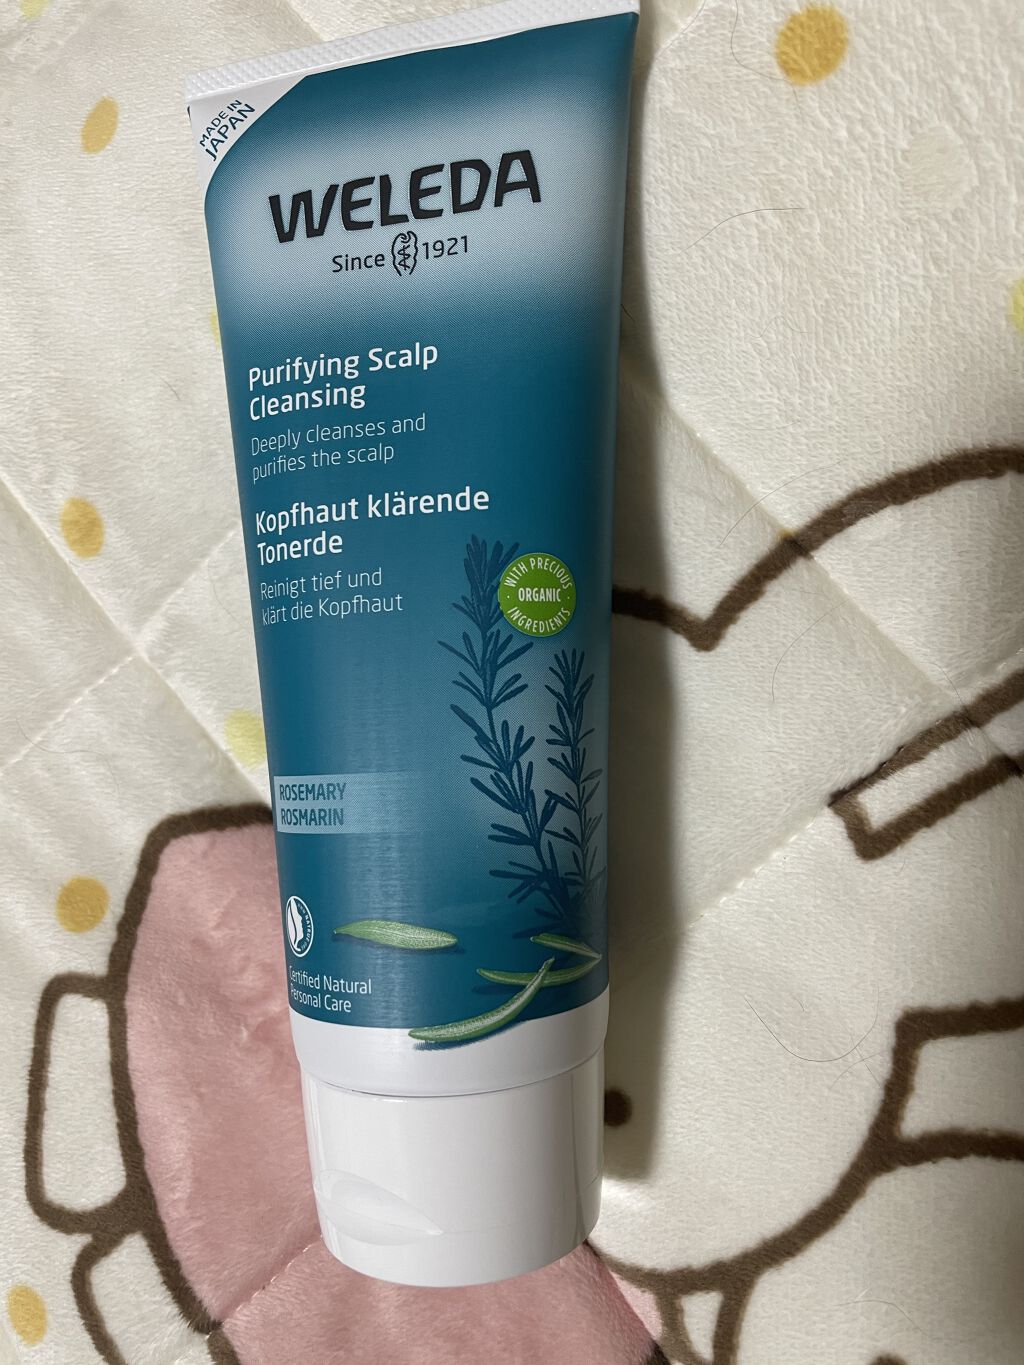 MADE IN
JAPAN
WELEDA
Since 1921
Purifying Scalp
Cleansing
Deeply cleanses and
purifies the scalp
Kopfhaut klärende
Tonerde
Reinigt tief und
klärt die Kopfhaut
WITH PRECIOUS
ORGANIC
INGREDIENTS
ROSEMARY
ROSMARIN
Certified Natural
Personal Care